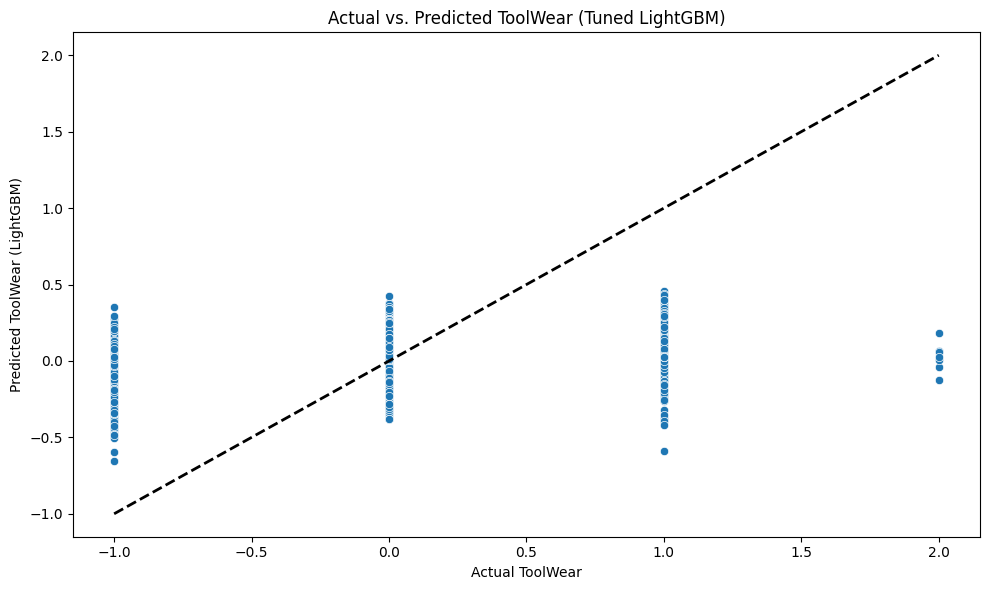 Actual vs. Predicted ToolWear (Tuned LightGBM)
2.0
1.5
1.0
0.5
0.0
−0.5
−1.0
Predicted ToolWear (LightGBM)
−1.0 −0.5 0.0 0.5 1.0 1.5 2.0
Actual ToolWear